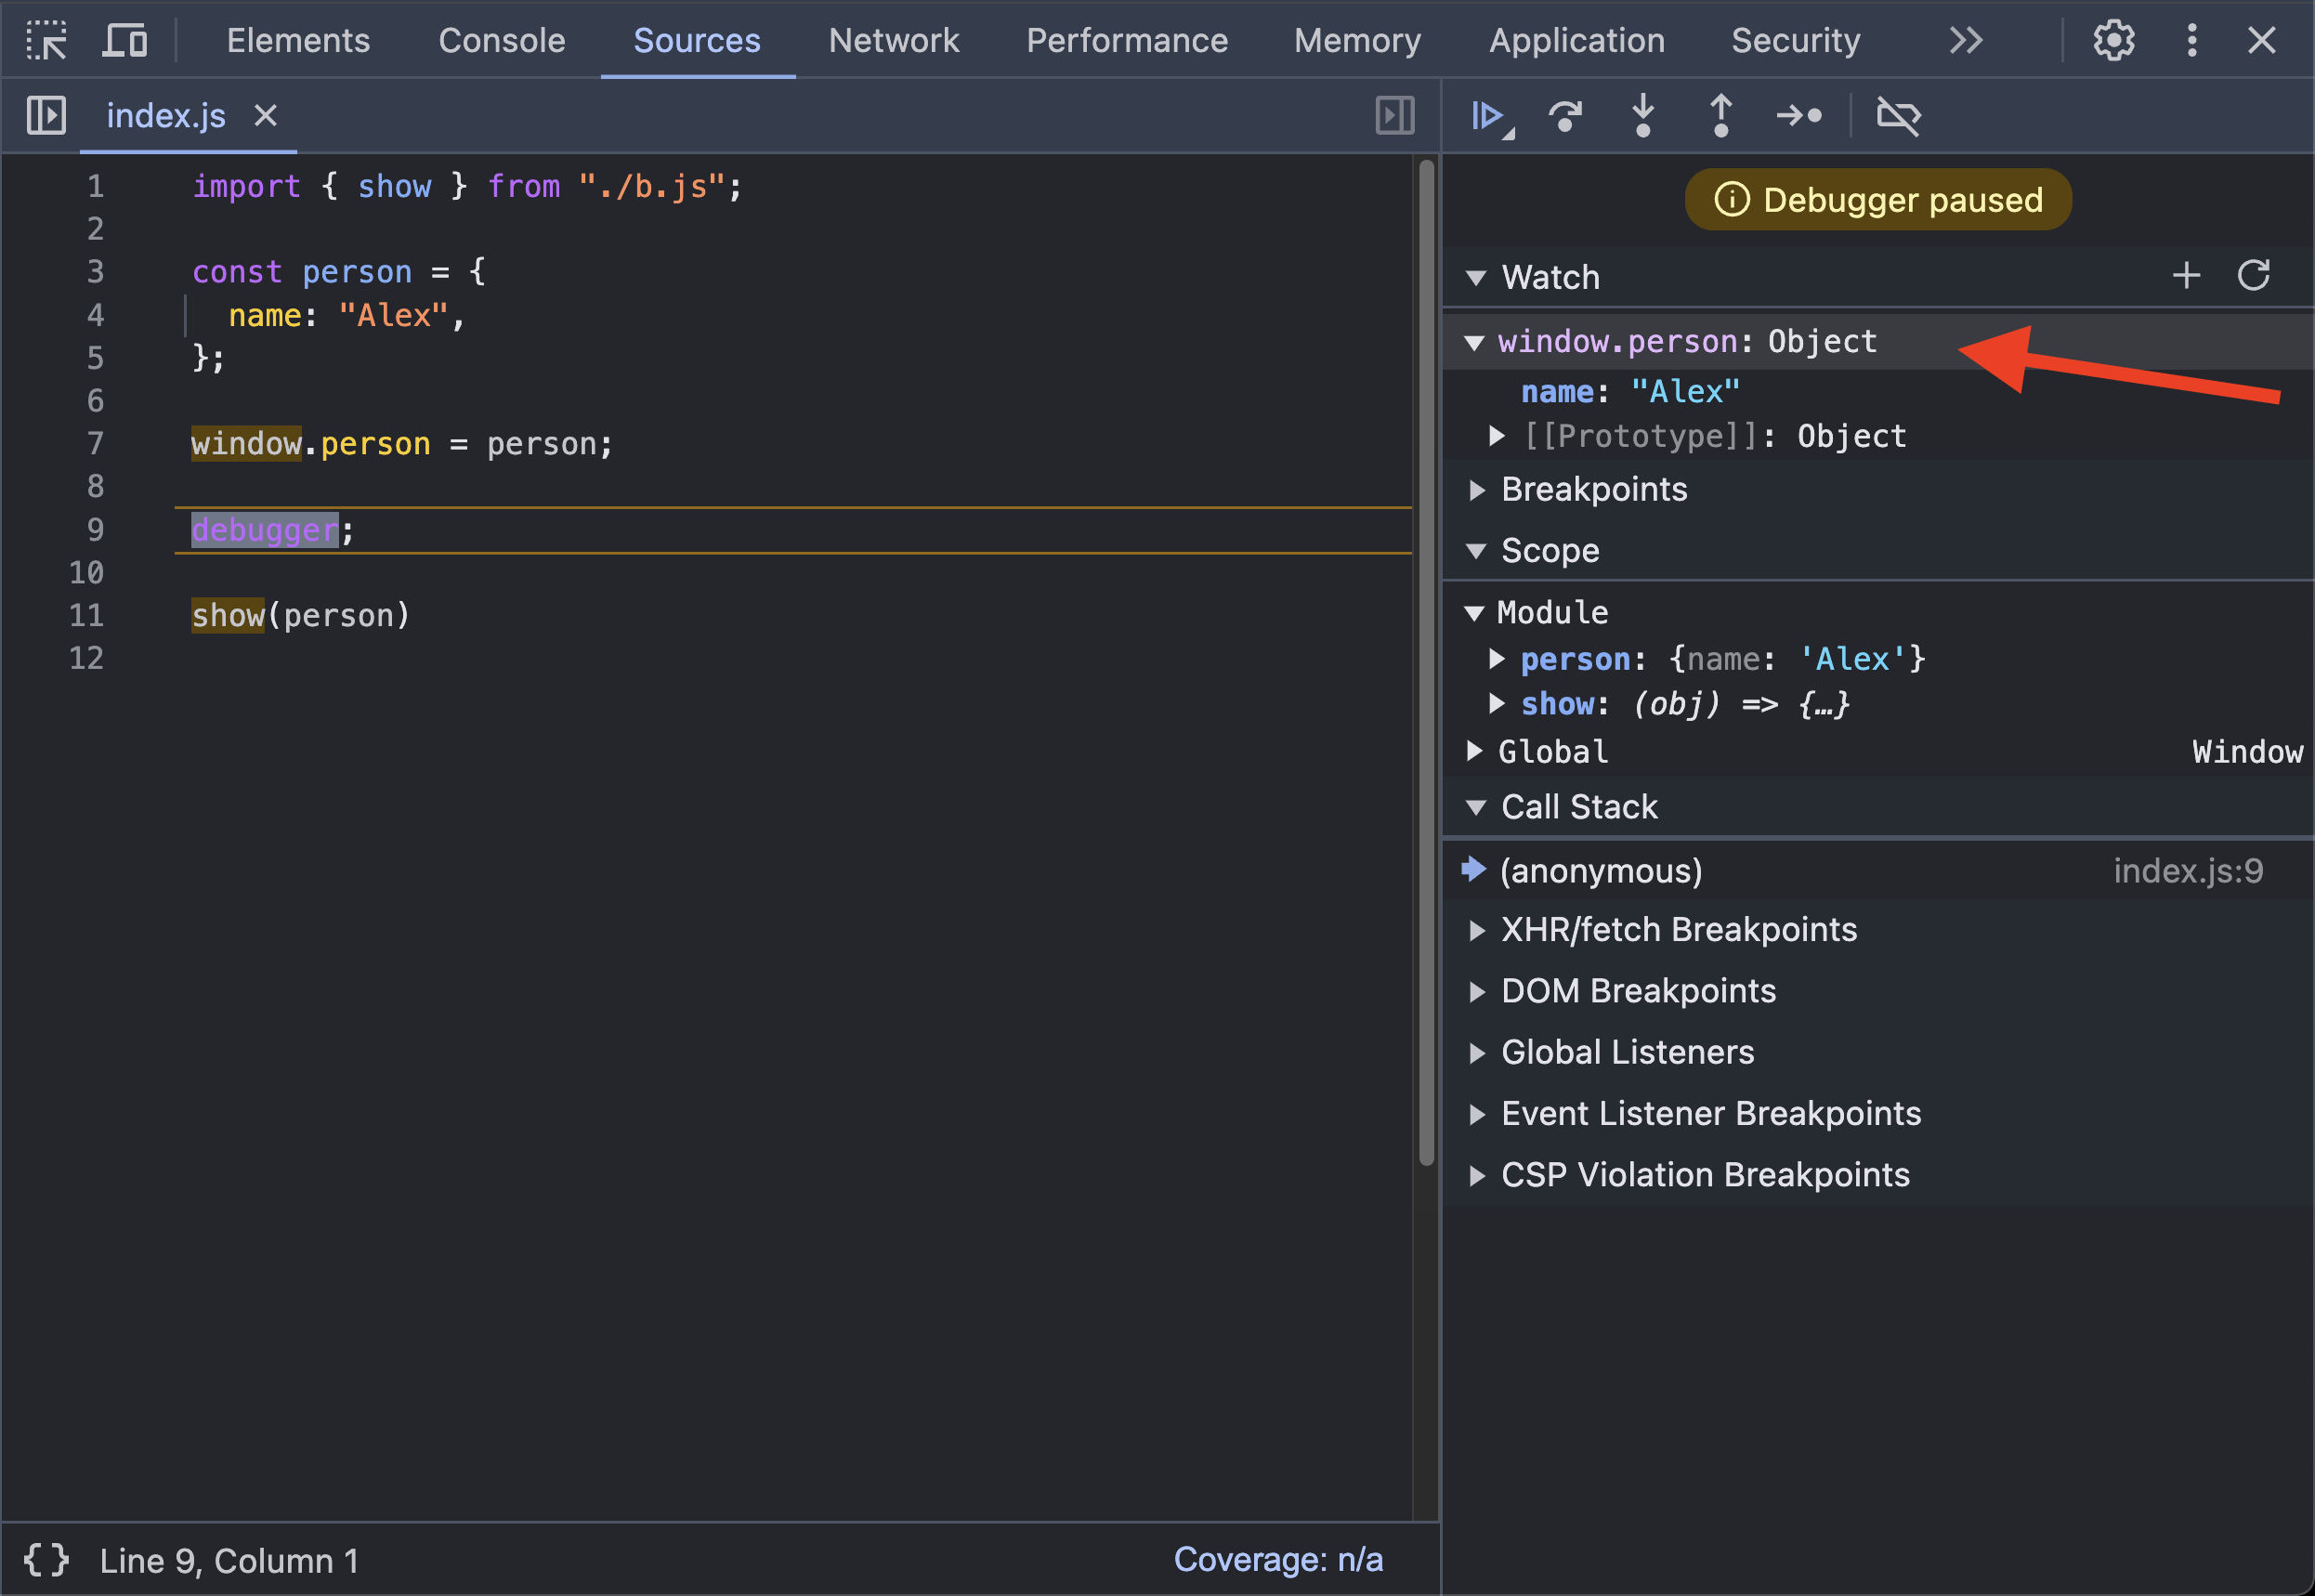 Elements Console Sources Network Performance Memory Application Security
index.js
1 import { show } from "./b.js";
2
3 const person = {
4 name: "Alex",
5 };
6
7 window.person = person;
8
9 debugger;
10
11 show(person)
12
{} Line 9, Column 1 Coverage: n/a
Debugger paused
Watch
window.person: Object
name: "Alex"
[[Prototype]]: Object
Breakpoints
Scope
Module
person: {name: 'Alex'}
show: (obj) => {…}
Global Window
Call Stack
(anonymous) index.js:9
XHR/fetch Breakpoints
DOM Breakpoints
Global Listeners
Event Listener Breakpoints
CSP Violation Breakpoints